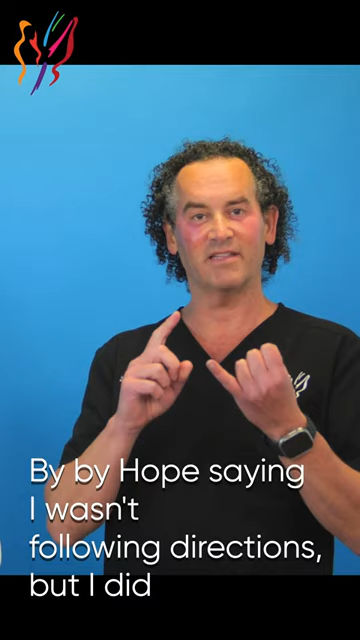 By by Hope saying
I wasn't
following directions,
but I did